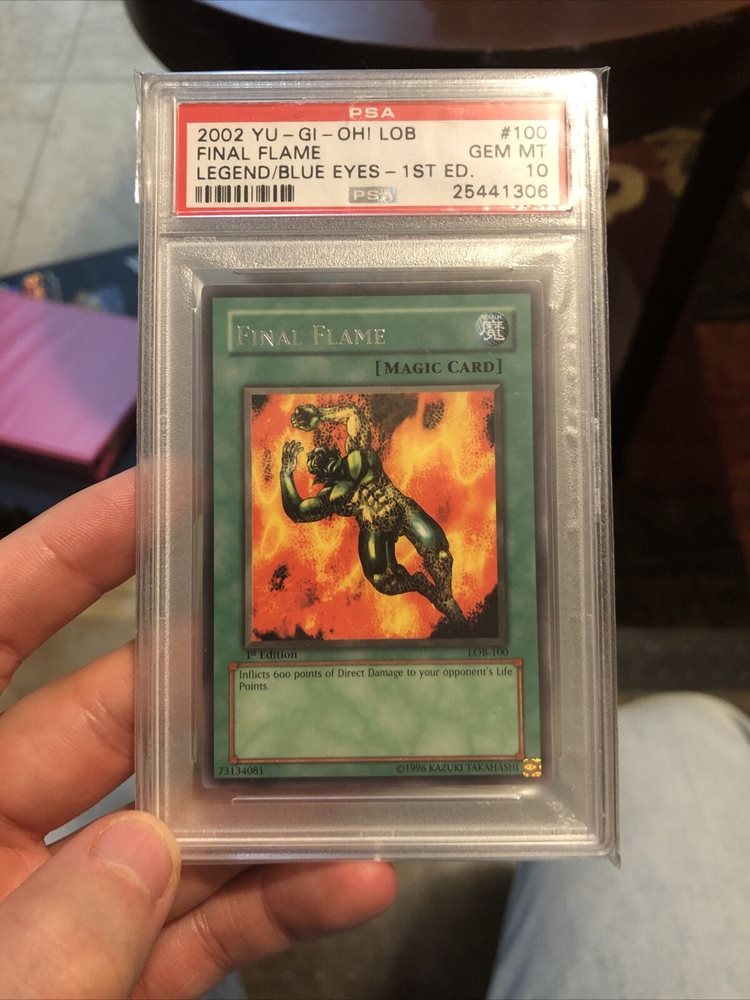 PSA
2002 YU-GI-OH! LOB #100
FINAL FLAME GEM MT
LEGEND/BLUE EYES-1ST ED. 10
PSA 25441306
FINAL FLAME
MAGIC
魔
[MAGIC CARD]
1st Edition LOB-100
Inflicts 600 points of Direct Damage to your opponent's Life
Points.
73134081 ©1996 KAZUKI TAKAHASHI